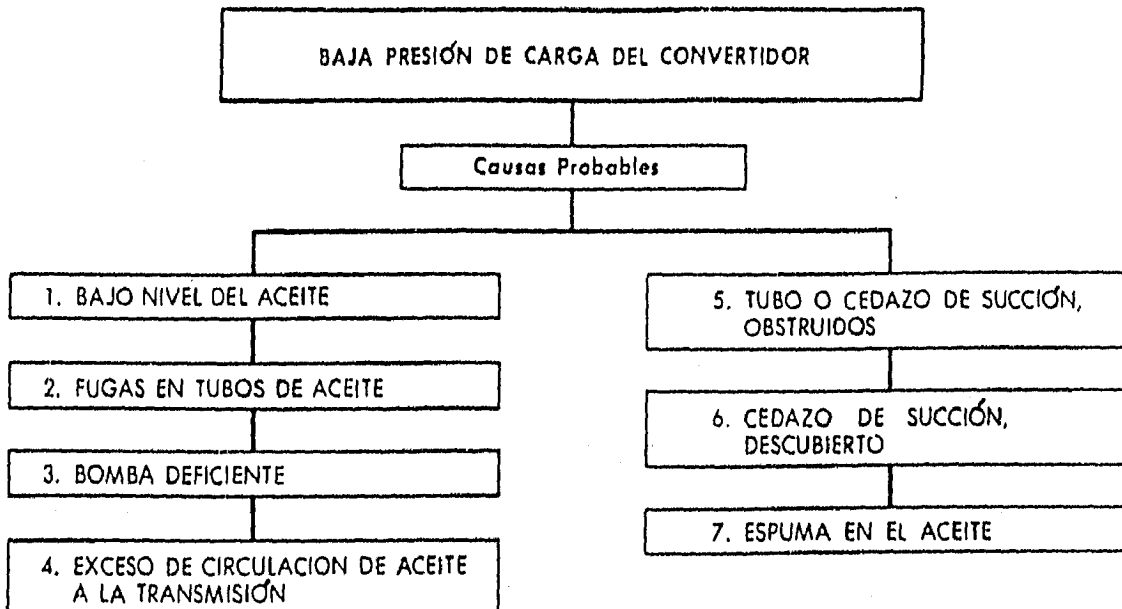 BAJA PRESIÓN DE CARGA DEL CONVERTIDOR
Causas Probables
1. BAJO NIVEL DEL ACEITE
2. FUGAS EN TUBOS DE ACEITE
3. BOMBA DEFICIENTE
4. EXCESO DE CIRCULACION DE ACEITE
A LA TRANSMISIÓN
5. TUBO O CEDAZO DE SUCCIÓN,
OBSTRUIDOS
6. CEDAZO DE SUCCIÓN,
DESCUBIERTO
7. ESPUMA EN EL ACEITE